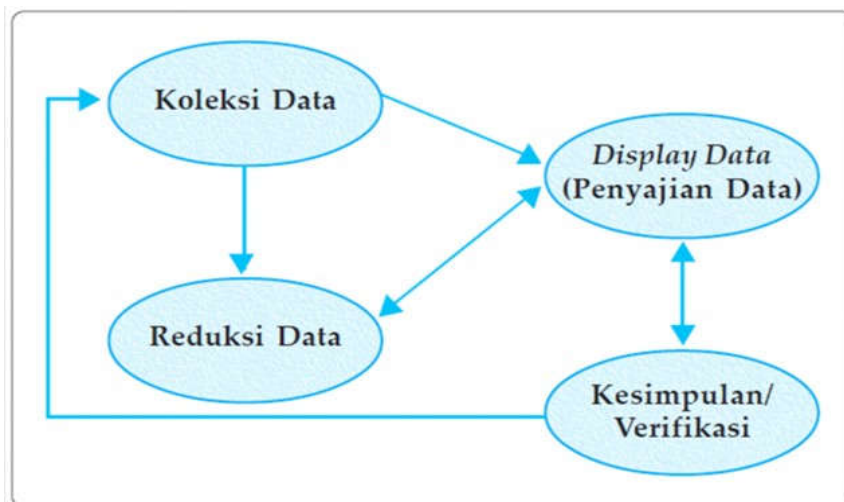 Koleksi Data
Display Data
(Penyajian Data)
Reduksi Data
Kesimpulan/
Verifikasi